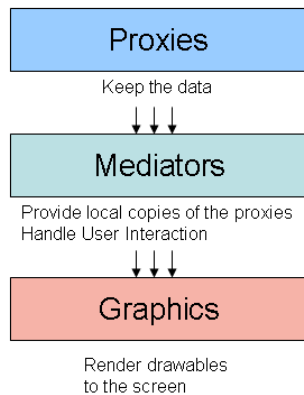 Proxies
Keep the data
Mediators
Provide local copies of the proxies
Handle User Interaction
Graphics
Render drawables
to the screen